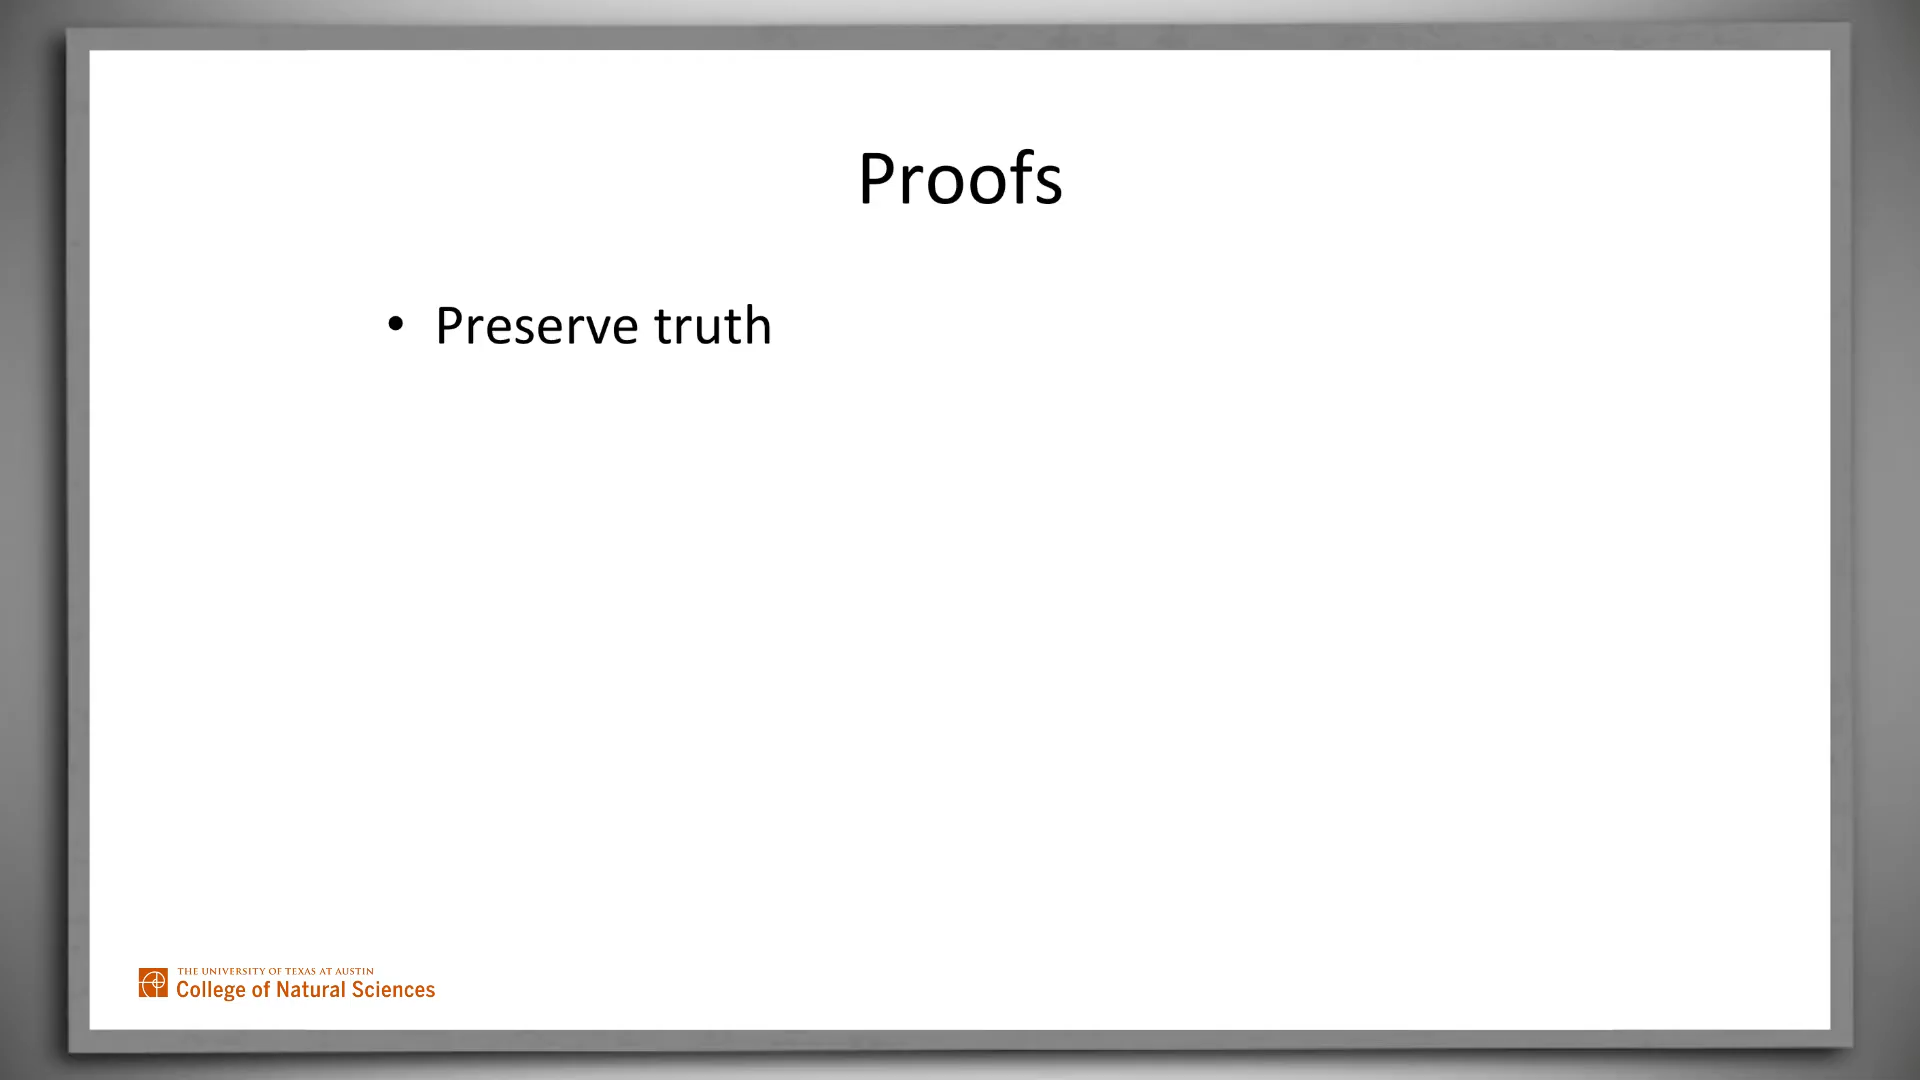 Proofs
• Preserve truth
THE UNIVERSITY OF TEXAS AT AUSTIN
College of Natural Sciences